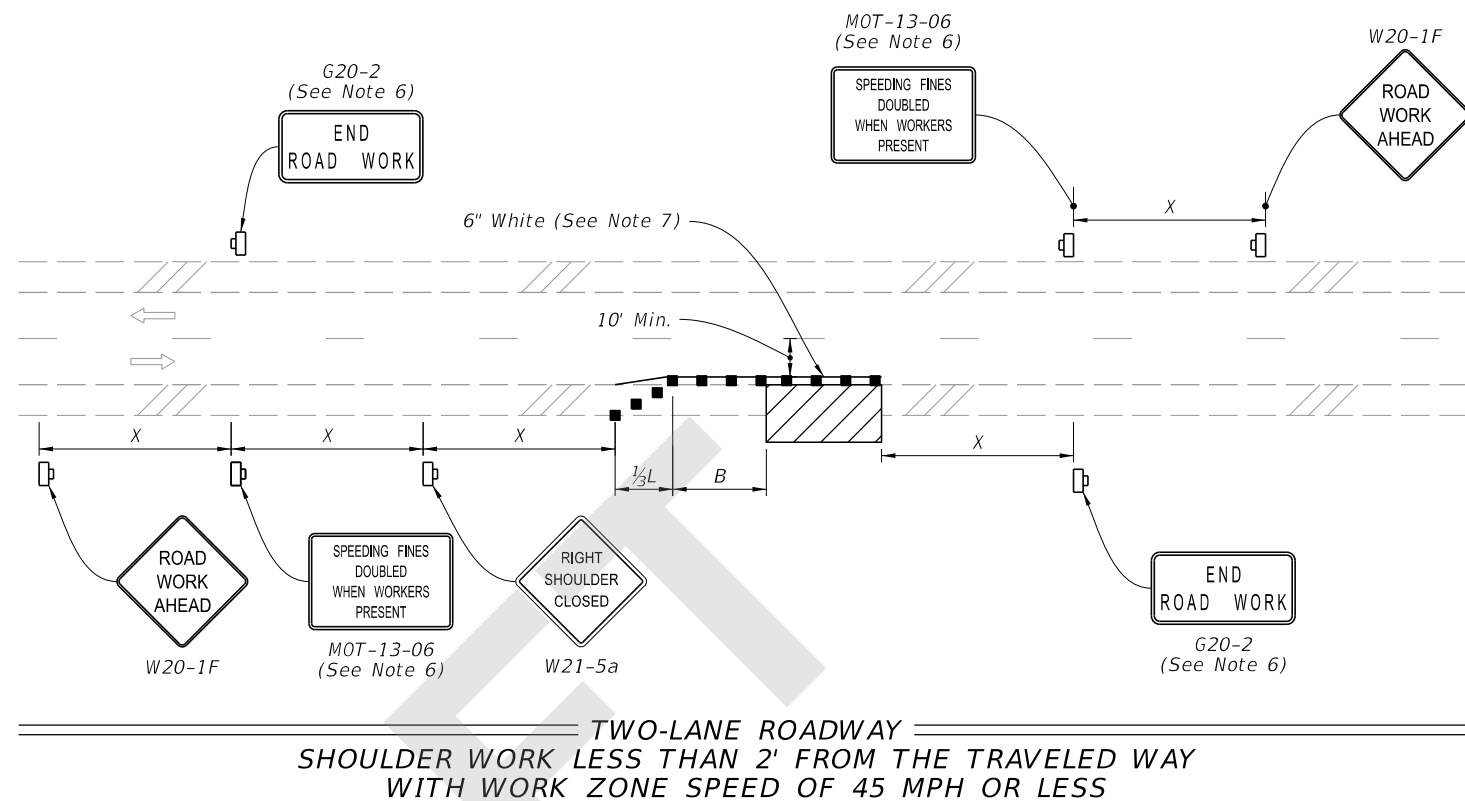 MOT-13-06
(See Note 6)
W20-1F
G20-2
(See Note 6)
SPEEDING FINES
DOUBLED
WHEN WORKERS
PRESENT
ROAD
WORK
AHEAD
END
ROAD WORK
6" White (See Note 7)
X
10' Min.
X
X
X
X
⅓L
B
ROAD
WORK
AHEAD
W20-1F
SPEEDING FINES
DOUBLED
WHEN WORKERS
PRESENT
MOT-13-06
(See Note 6)
RIGHT
SHOULDER
CLOSED
W21-5a
END
ROAD WORK
G20-2
(See Note 6)
TWO-LANE ROADWAY
SHOULDER WORK LESS THAN 2' FROM THE TRAVELED WAY
WITH WORK ZONE SPEED OF 45 MPH OR LESS